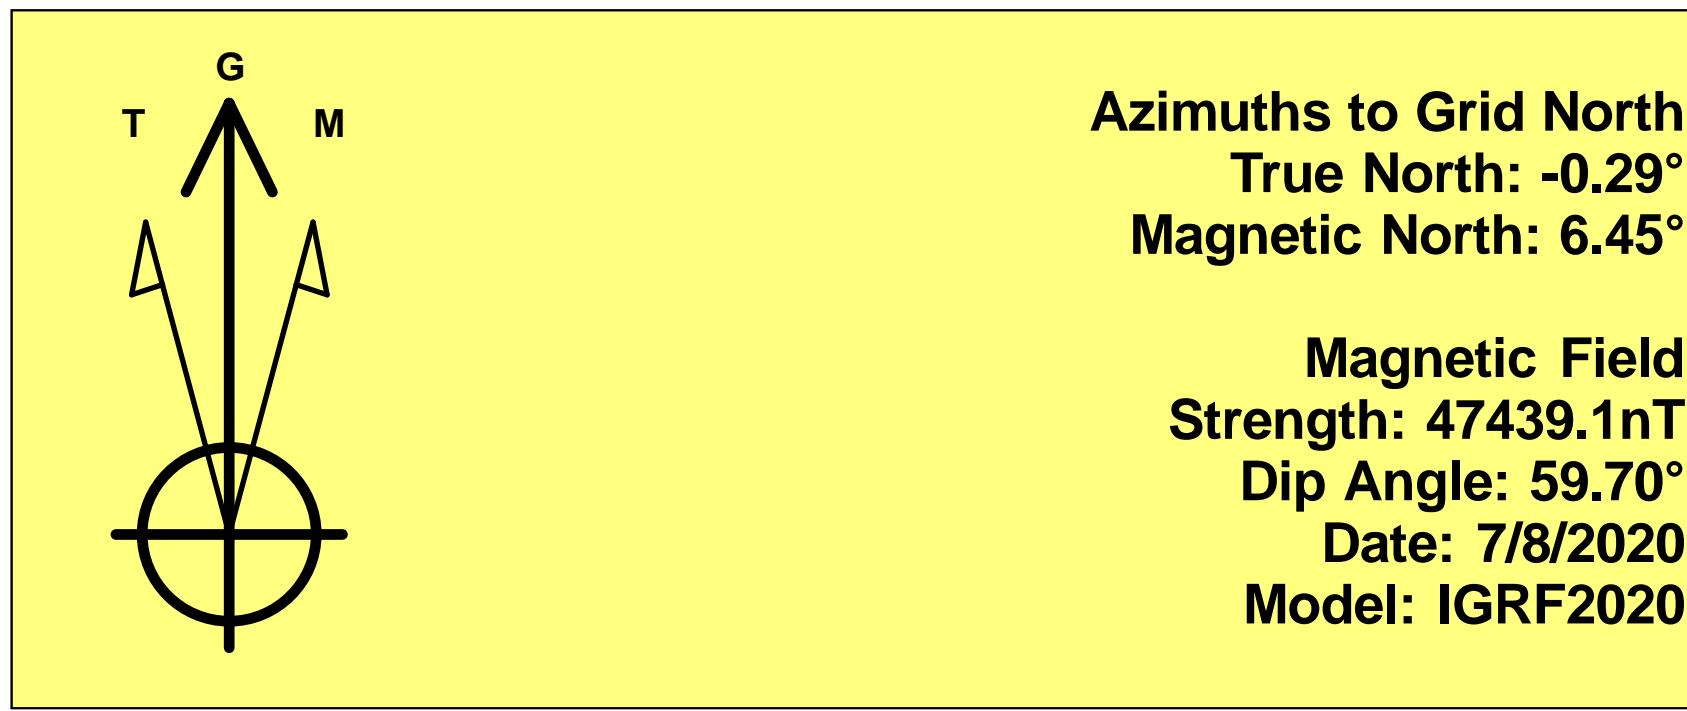 G
T
M
Azimuths to Grid North
True North: -0.29°
Magnetic North: 6.45°
Magnetic Field
Strength: 47439.1nT
Dip Angle: 59.70°
Date: 7/8/2020
Model: IGRF2020